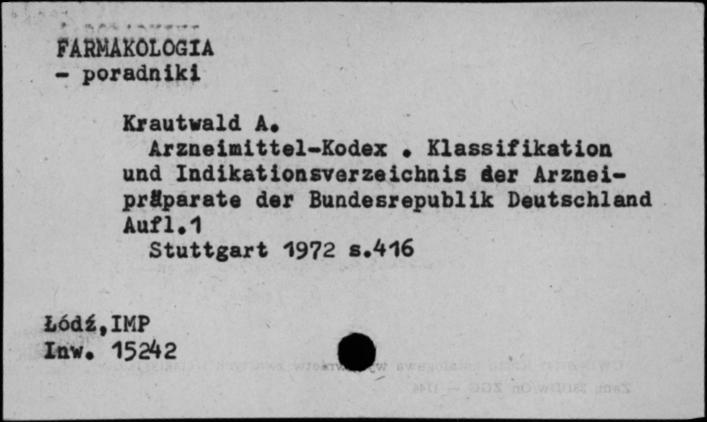 FARMAKOLOGIA
- poradniki
Krautwald A.
Arzneimittel-Kodex . Klassifikation
und Indikationsverzeichnis der Arznei-
präparate der Bundesrepublik Deutschland
Aufl.1
Stuttgart 1972 s.416
Łódź,IMP
Inw. 15242